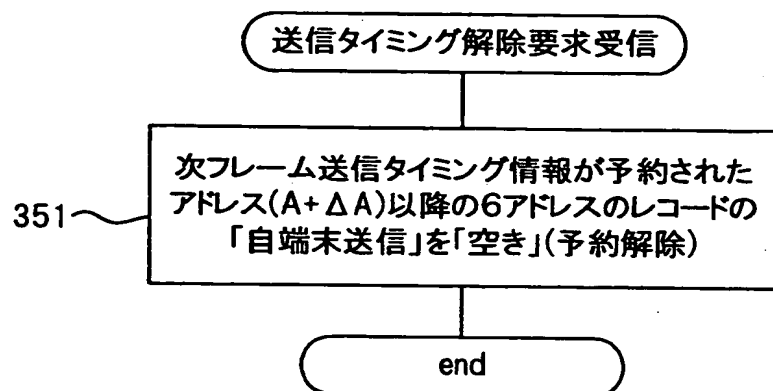 送信タイミング解除要求受信
次フレーム送信タイミング情報が予約された
アドレス(A+ΔA)以降の6アドレスのレコードの
「自端末送信」を「空き」(予約解除)
351
end